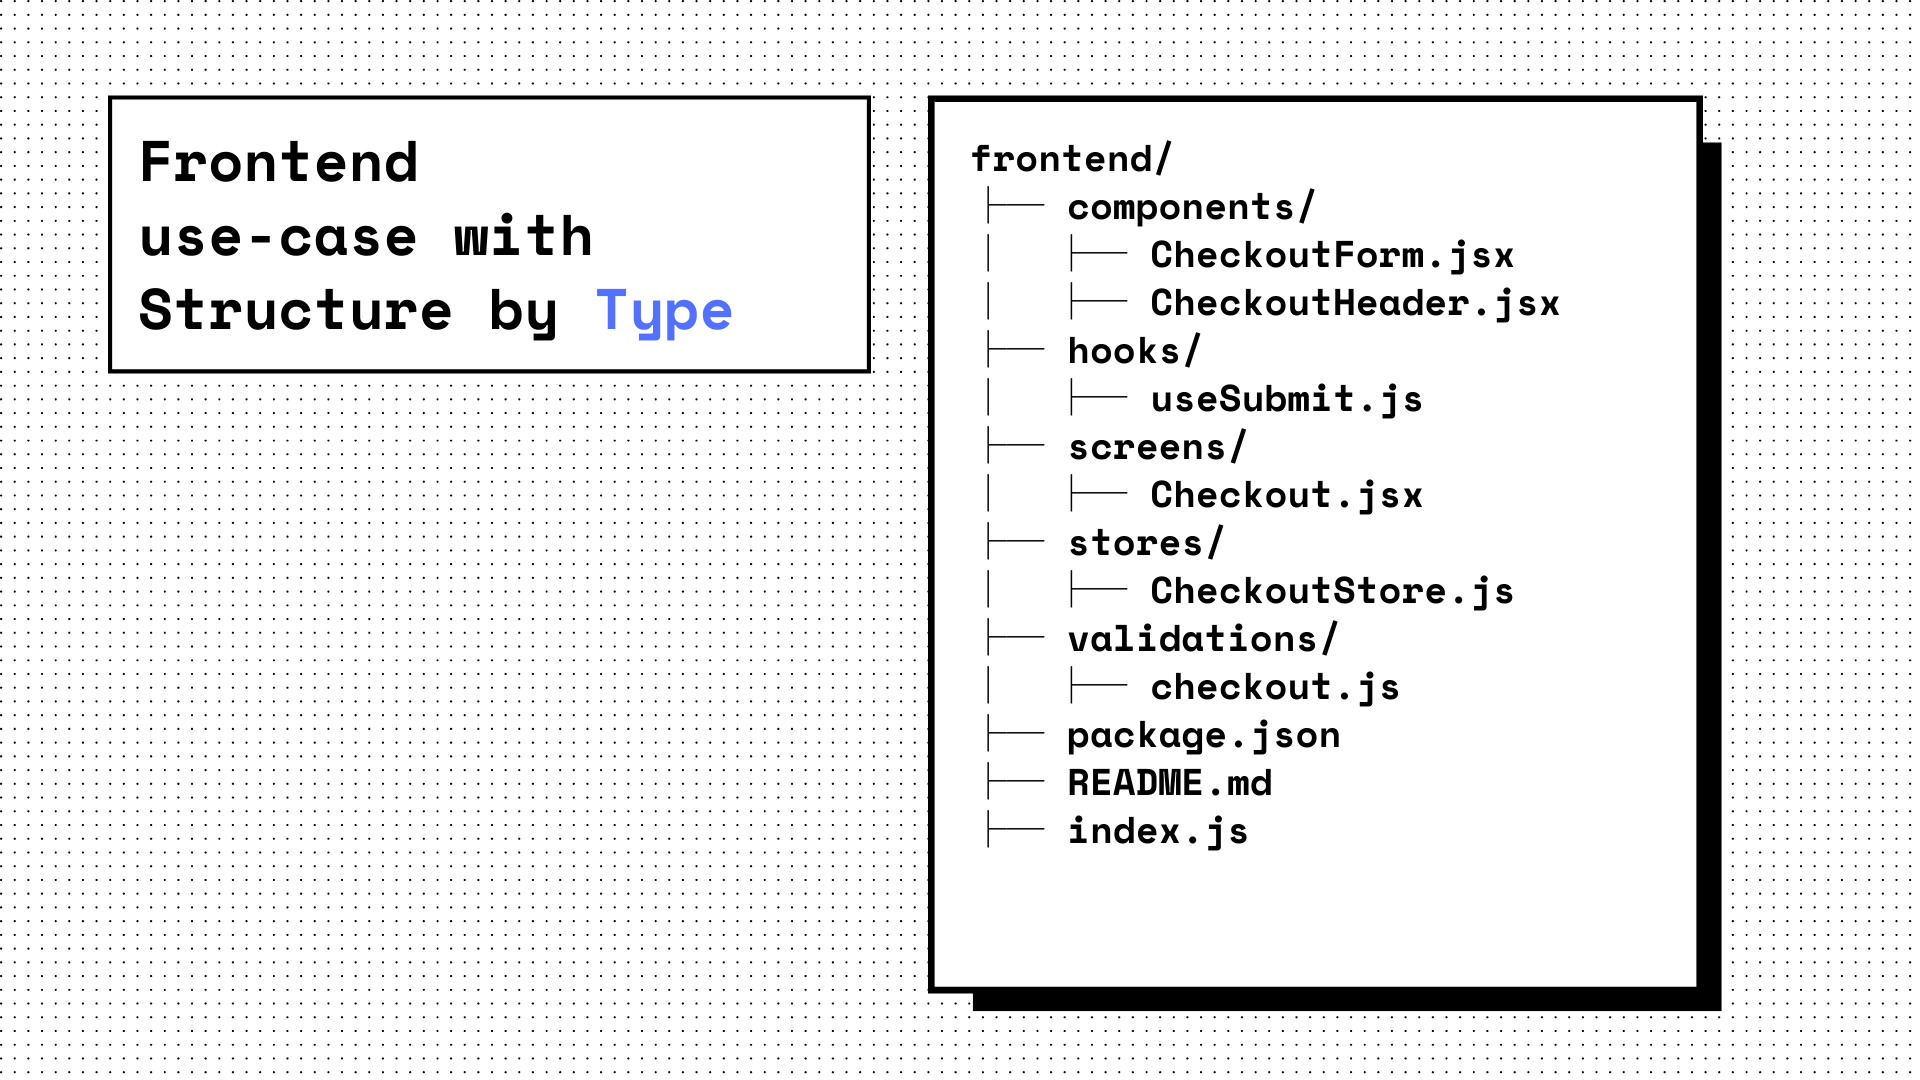 Frontend
use-case with
Structure by Type
frontend/
├── components/
│   ├── CheckoutForm.jsx
│   ├── CheckoutHeader.jsx
├── hooks/
│   ├── useSubmit.js
├── screens/
│   ├── Checkout.jsx
├── stores/
│   ├── CheckoutStore.js
├── validations/
│   ├── checkout.js
├── package.json
├── README.md
├── index.js